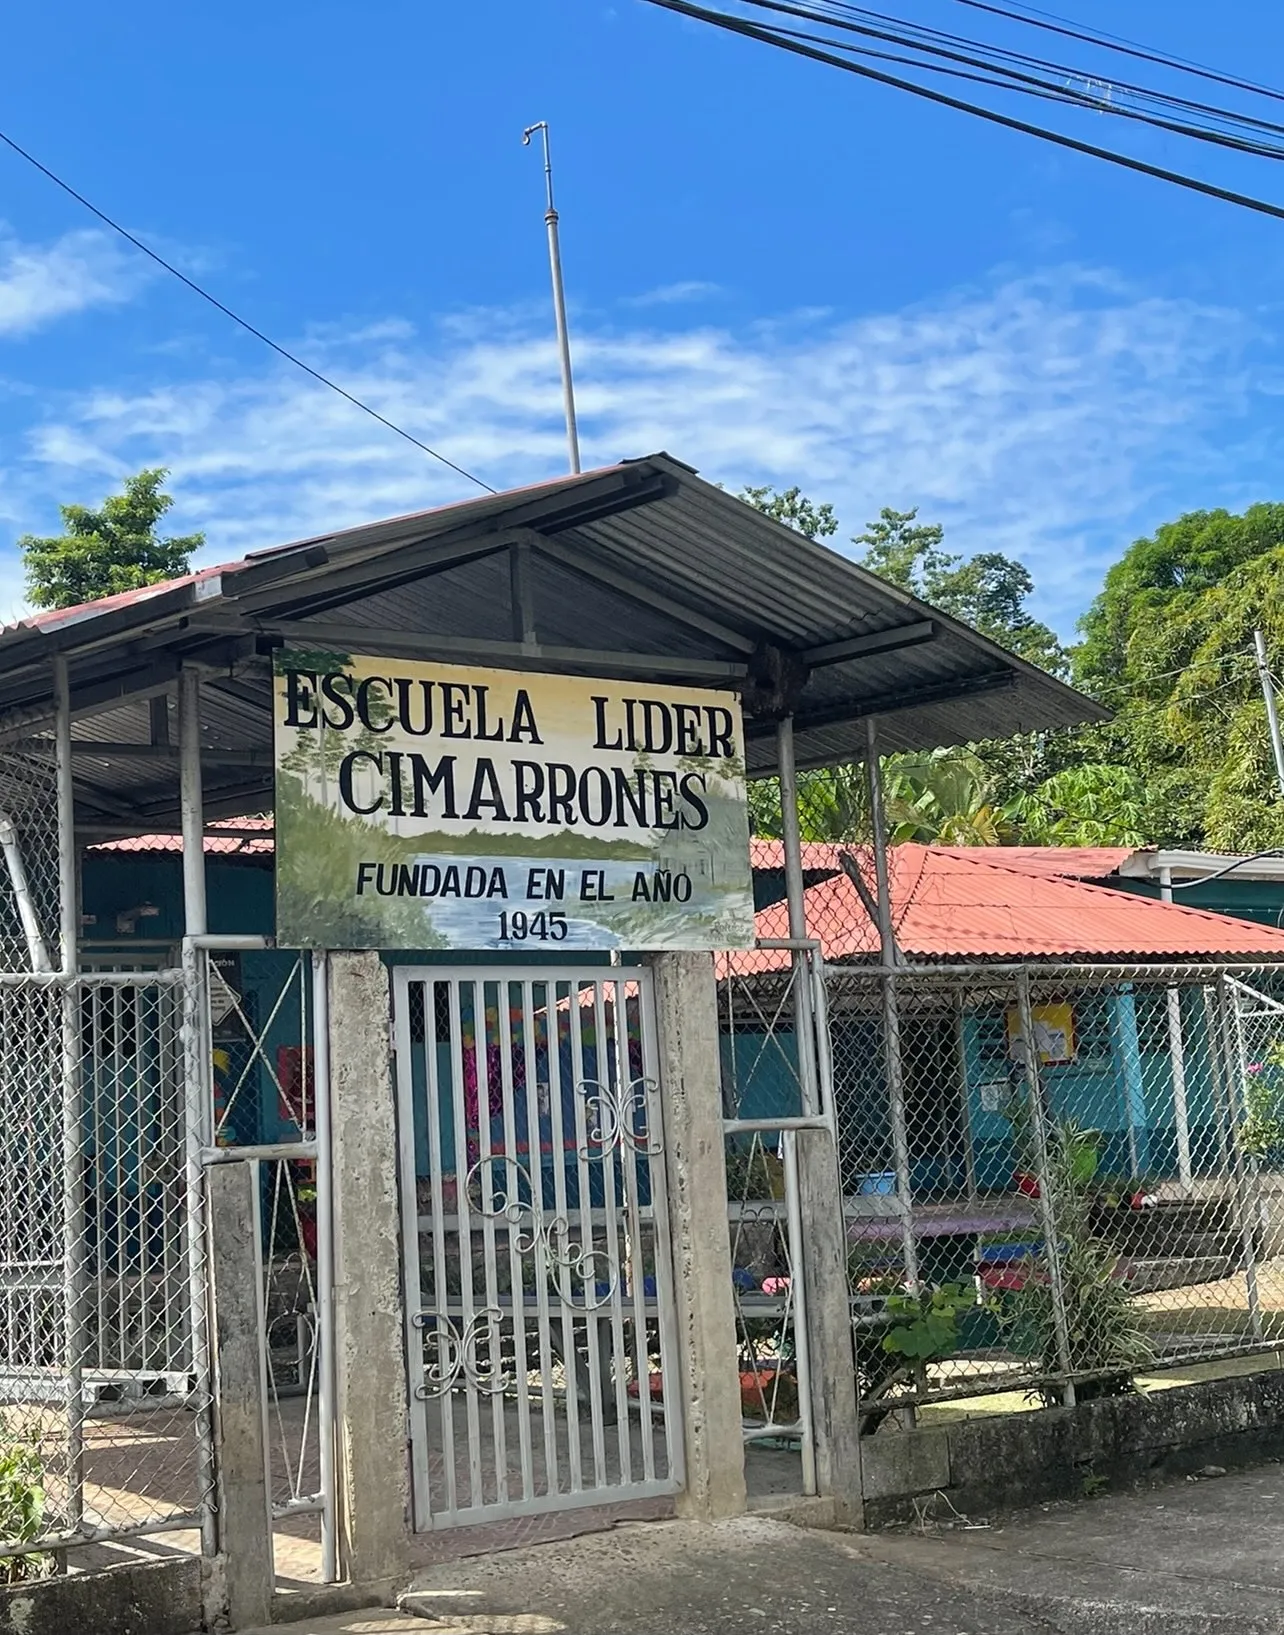 ESCUELA LIDER
CIMARRONES
FUNDADA EN EL AÑO
1945